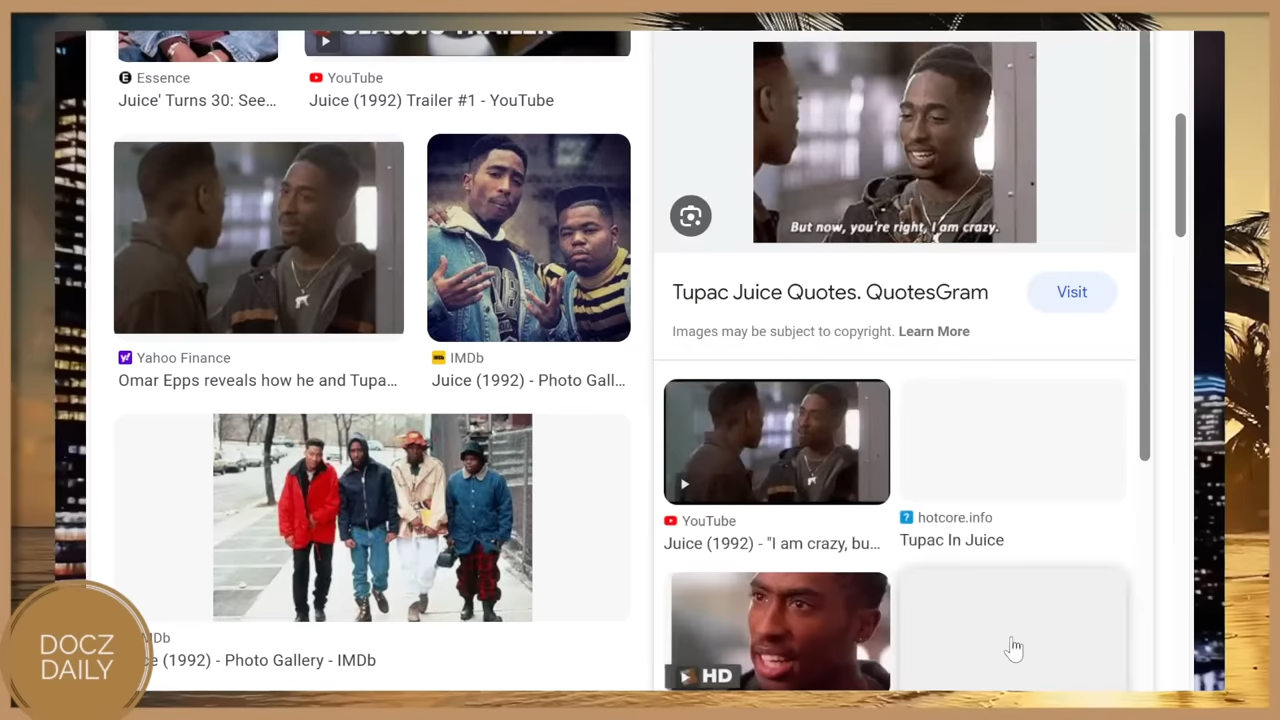 CLASSIC TRAILER
Essence
Juice' Turns 30: See...
YouTube
Juice (1992) Trailer #1 - YouTube
Yahoo Finance
Omar Epps reveals how he and Tupa...
IMDb
Juice (1992) - Photo Gall...
IMDb
(1992) - Photo Gallery - IMDb
But now, you're right, I am crazy.
Tupac Juice Quotes. QuotesGram
Visit
Images may be subject to copyright. Learn More
YouTube
Juice (1992) - "I am crazy, bu...
hotcore.info
Tupac In Juice
HD
DOCZ
DAILY